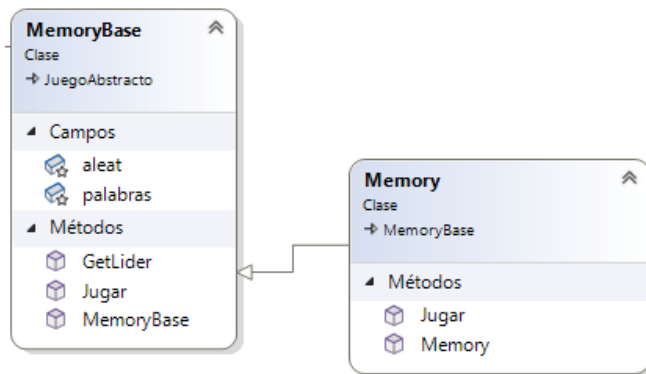 MemoryBase
Clase
JuegoAbstracto
Campos
aleat
palabras
Métodos
GetLider
Jugar
MemoryBase
Memory
Clase
MemoryBase
Métodos
Jugar
Memory